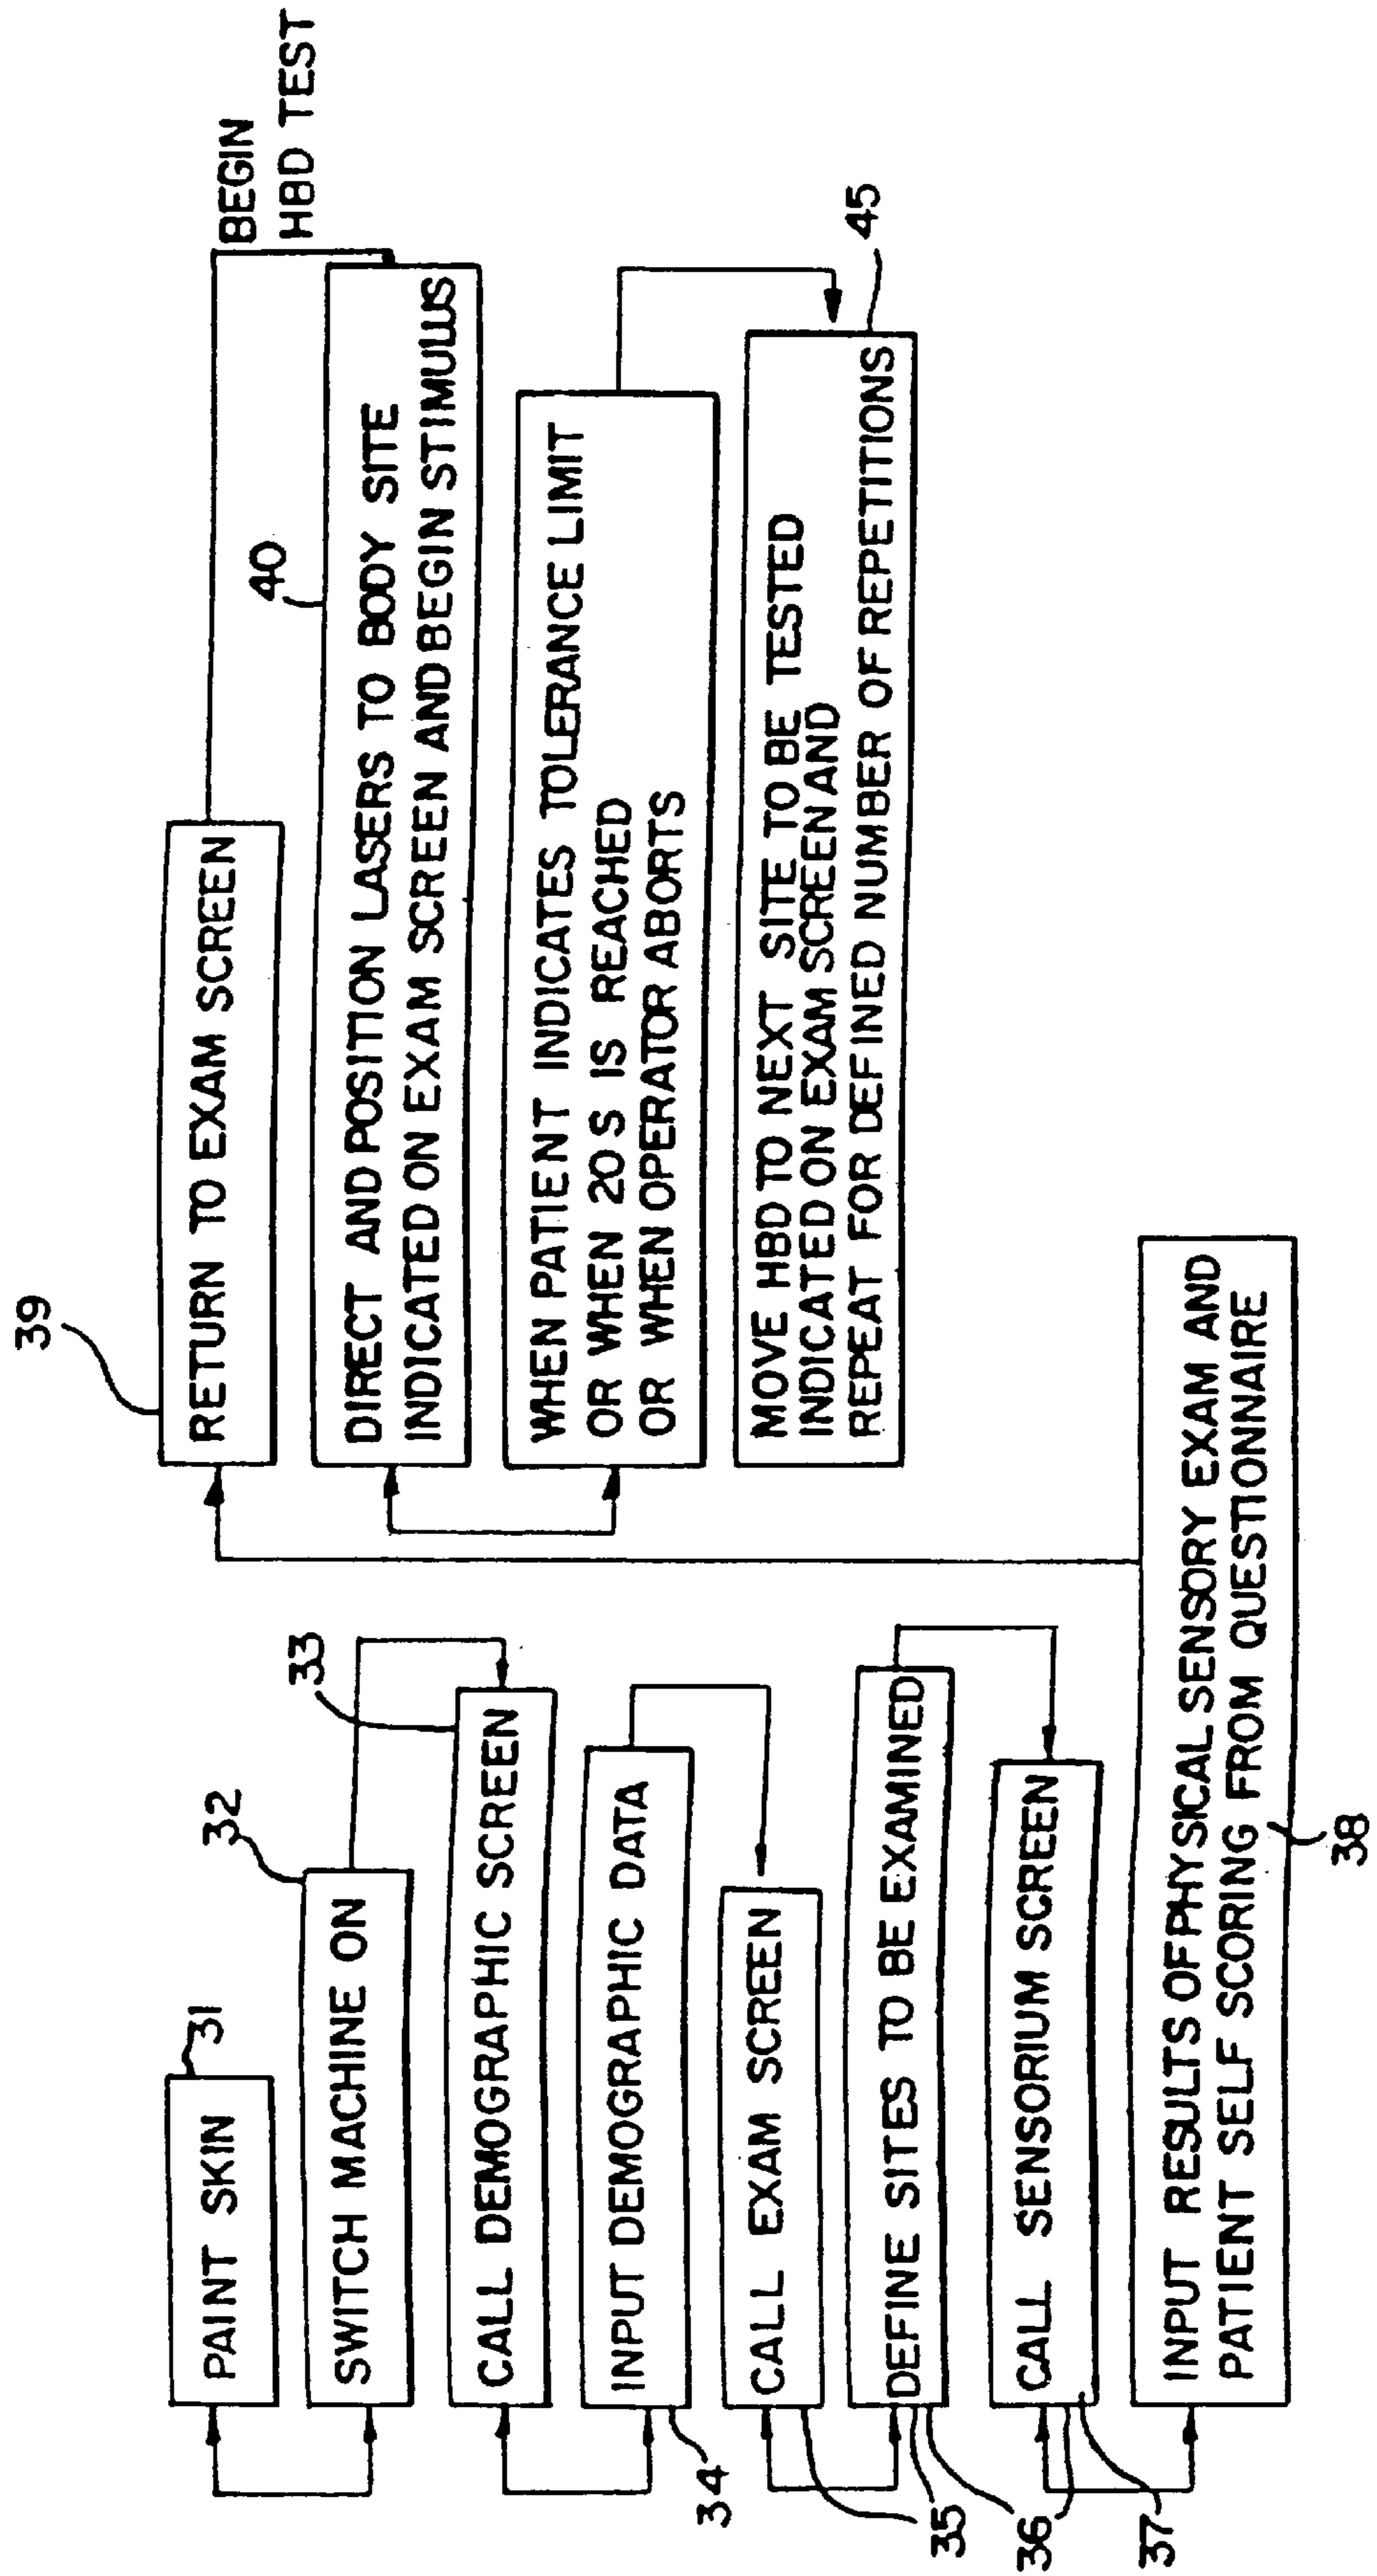 PAINT SKIN
31
SWITCH MACHINE ON
32
CALL DEMOGRAPHIC SCREEN
33
INPUT DEMOGRAPHIC DATA
34
CALL EXAM SCREEN
35
DEFINE SITES TO BE EXAMINED
36
CALL SENSORIUM SCREEN
37
INPUT RESULTS OF PHYSICAL SENSORY EXAM AND
PATIENT SELF SCORING FROM QUESTIONNAIRE
38
39
RETURN TO EXAM SCREEN
BEGIN
HBD TEST
40
DIRECT AND POSITION LASERS TO BODY SITE
INDICATED ON EXAM SCREEN AND BEGIN STIMULUS
WHEN PATIENT INDICATES TOLERANCE LIMIT
OR WHEN 20 S IS REACHED
OR WHEN OPERATOR ABORTS
MOVE HBD TO NEXT SITE TO BE TESTED
INDICATED ON EXAM SCREEN AND
REPEAT FOR DEFINED NUMBER OF REPETITIONS
45